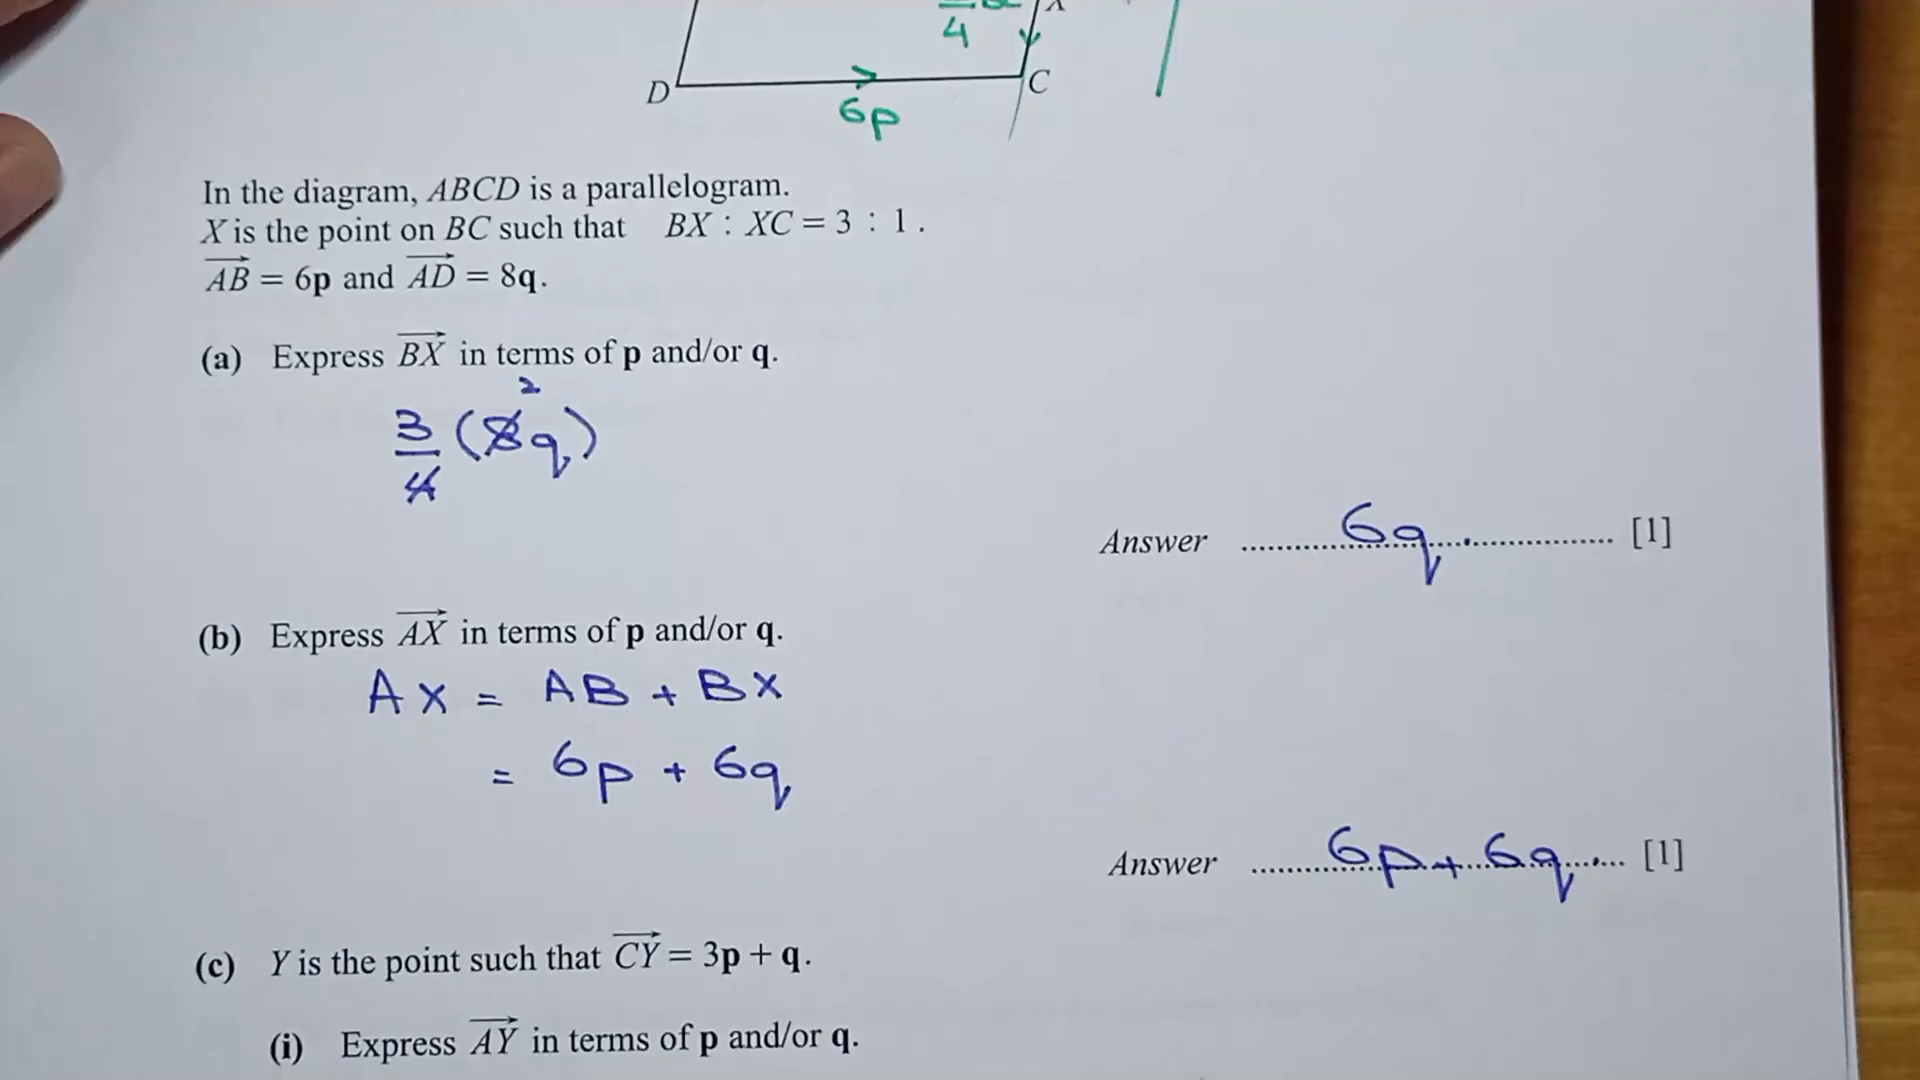 4
X
D
C
6p
In the diagram, ABCD is a parallelogram.
X is the point on BC such that BX : XC = 3 : 1 .
AB = 6p and AD = 8q.
(a) Express BX in terms of p and/or q.
2
3/4 (8q)
Answer ........ 6q ........ [1]
(b) Express AX in terms of p and/or q.
AX = AB + BX
= 6p + 6q
Answer ........ 6p + 6q ........ [1]
(c) Y is the point such that CY = 3p + q.
(i) Express AY in terms of p and/or q.